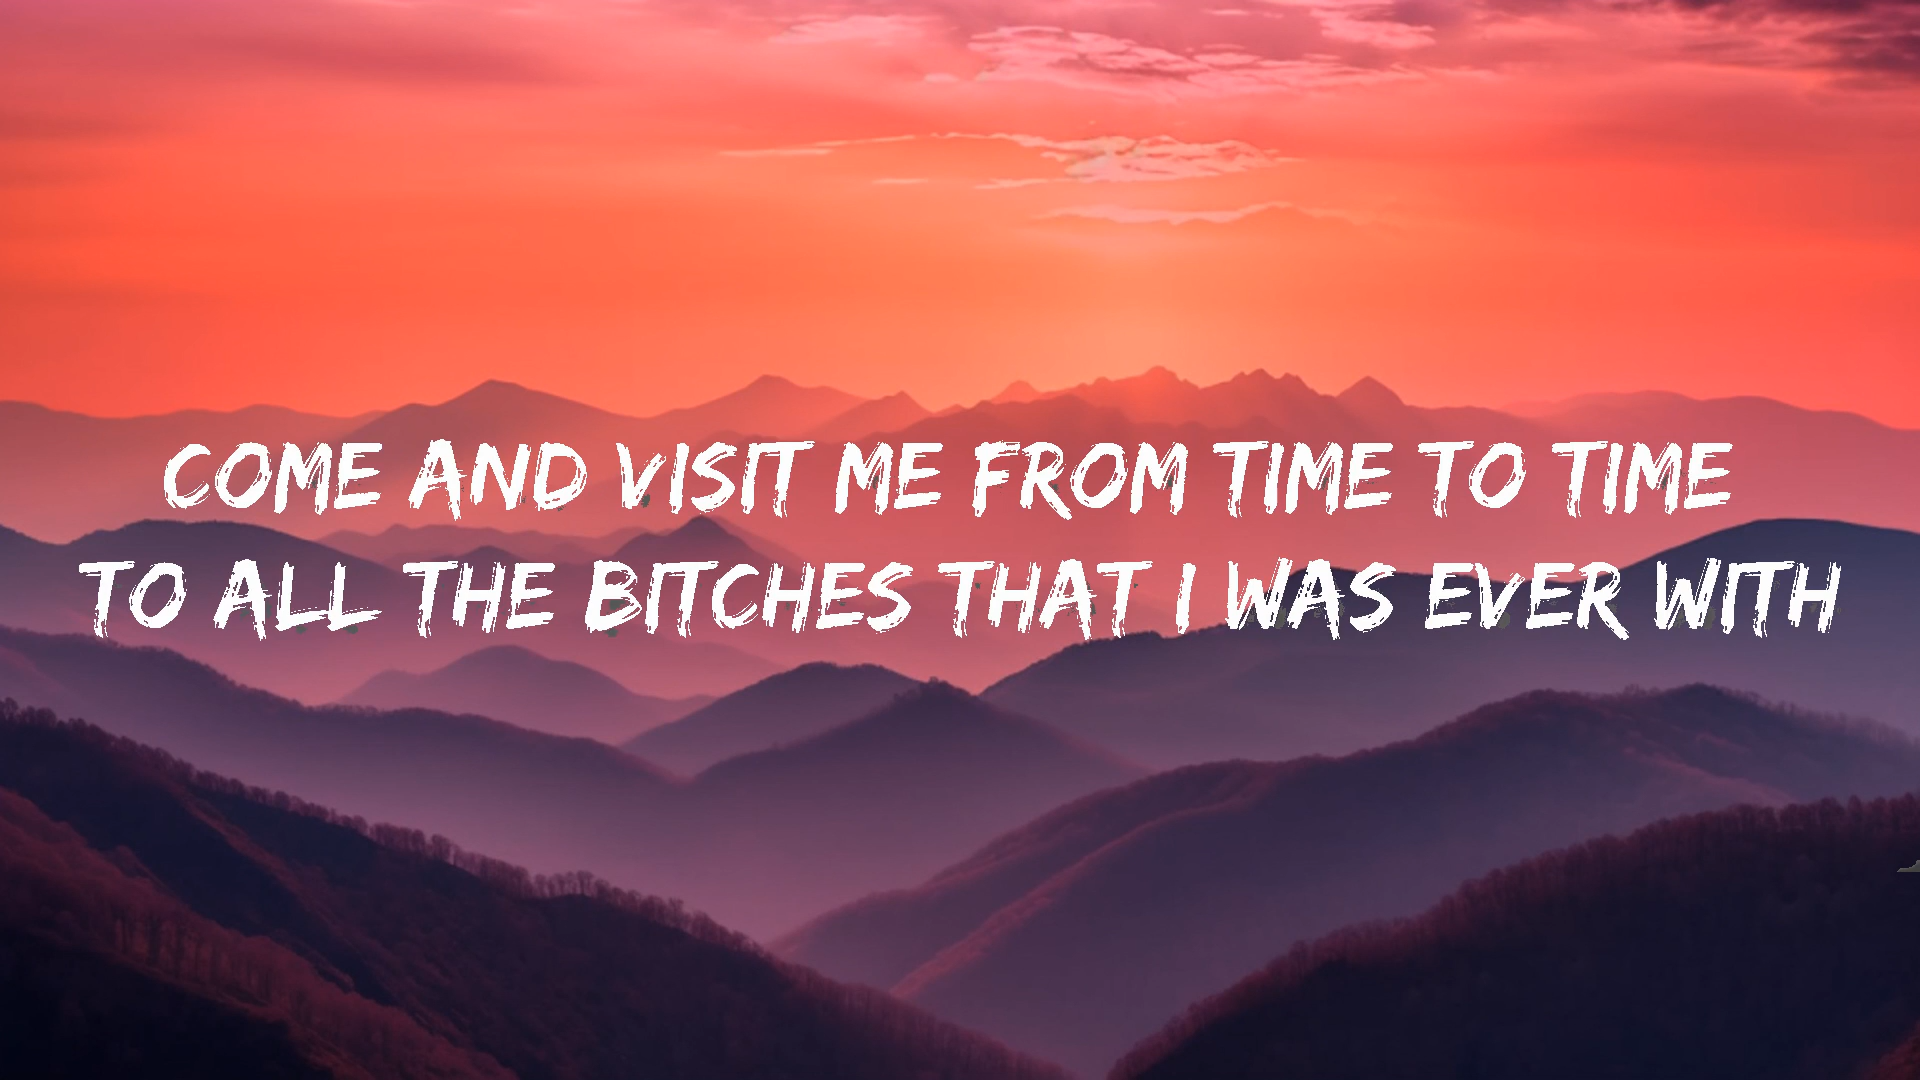 COME AND VISIT ME FROM TIME TO TIME
TO ALL THE BITCHES THAT I WAS EVER WITH